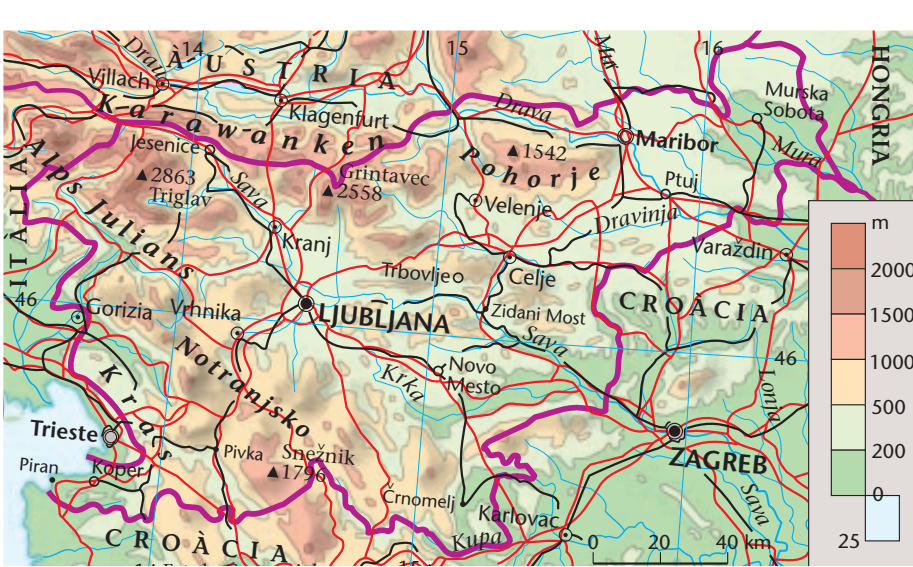 14
15
16
Drau
ÀUSTRIA
Villach
Klagenfurt
Karawanken
Mur
Drava
Murska
Sobota
HONGRIA
Maribor
Mura
Jesenice
Alps
Julians
2863
Triglav
Sava
Grintavec
2558
1542
Pohorje
Ptuj
Velenje
Dravinja
ITÀLIA
Kranj
Trbovlje
Celje
Varaždin
46
Gorizia
Vrhnika
LJUBLJANA
Zidani Most
Sava
CROÀCIA
46
Kras
Notranjsko
Krka
Novo
Mesto
Lonja
Trieste
ZAGREB
Piran
Koper
Pivka
Snežnik
1796
Črnomelj
Karlovac
Sava
CROÀCIA
Kupa
0 20 40 km
m
2000
1500
1000
500
200
0
25